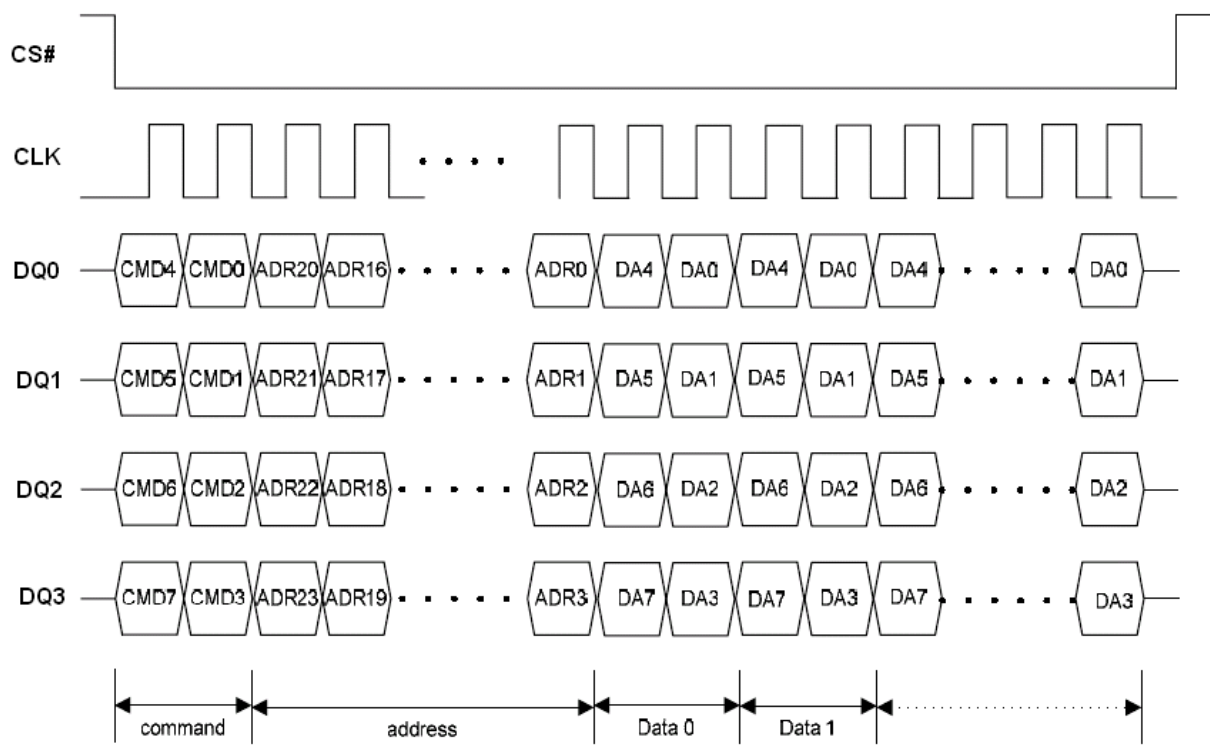 CS#
CLK
DQ0 CMD4 CMD0 ADR20 ADR16 ADR0 DA4 DA0 DA4 DA0 DA4 DA0
DQ1 CMD5 CMD1 ADR21 ADR17 ADR1 DA5 DA1 DA5 DA1 DA5 DA1
DQ2 CMD6 CMD2 ADR22 ADR18 ADR2 DA6 DA2 DA6 DA2 DA6 DA2
DQ3 CMD7 CMD3 ADR23 ADR19 ADR3 DA7 DA3 DA7 DA3 DA7 DA3
command address Data 0 Data 1